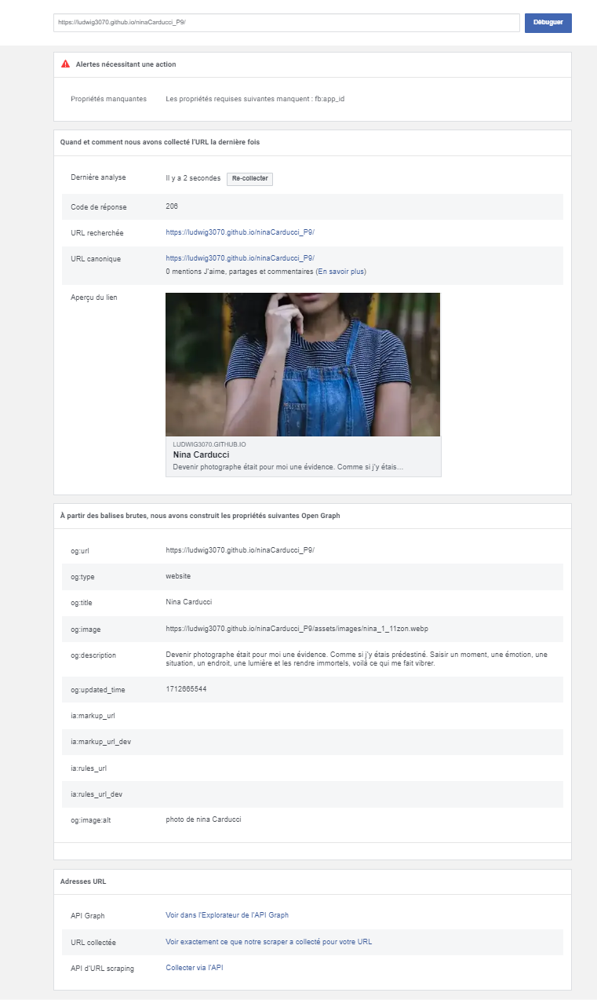 https://ludwig3070.github.io/ninaCarducci_P9/
Débuguer
Alertes nécessitant une action
Propriétés manquantes Les propriétés requises suivantes manquent : fb:app_id
Quand et comment nous avons collecté l'URL la dernière fois
Dernière analyse Il y a 2 secondes Re-collecter
Code de réponse 206
URL recherchée https://ludwig3070.github.io/ninaCarducci_P9/
URL canonique https://ludwig3070.github.io/ninaCarducci_P9/
0 mentions J'aime, partages et commentaires (En savoir plus)
Aperçu du lien
LUDWIG3070.GITHUB.IO
Nina Carducci
Devenir photographe était pour moi une évidence. Comme si j'y étais…
À partir des balises brutes, nous avons construit les propriétés suivantes Open Graph
og:url https://ludwig3070.github.io/ninaCarducci_P9/
og:type website
og:title Nina Carducci
og:image https://ludwig3070.github.io/ninaCarducci_P9/assets/images/nina_1_11zon.webp
og:description Devenir photographe était pour moi une évidence. Comme si j'y étais prédestiné. Saisir un moment, une émotion, une
situation, un endroit, une lumière et les rendre immortels, voilà ce qui me fait vibrer.
og:updated_time 1712665544
ia:markup_url
ia:markup_url_dev
ia:rules_url
ia:rules_url_dev
og:image:alt photo de nina Carducci
Adresses URL
API Graph Voir dans l'Explorateur de l'API Graph
URL collectée Voir exactement ce que notre scraper a collecté pour votre URL
API d'URL scraping Collecter via l'API